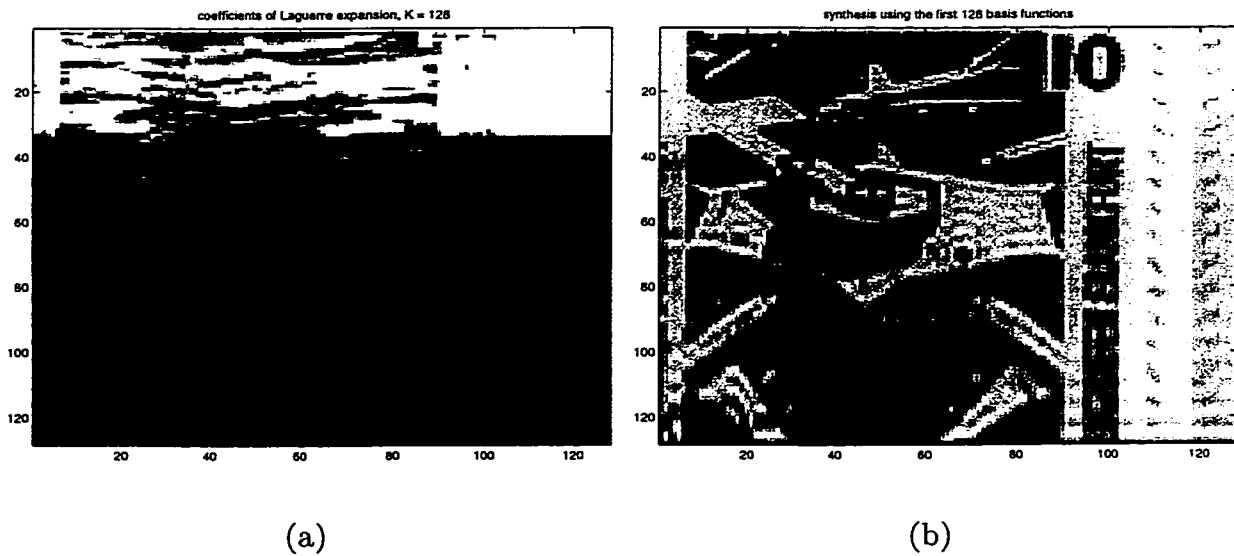 coefficients of Laguerre expansion, K = 128
20
40
60
80
100
120
20 40 60 80 100 120
(a)
synthesis using the first 128 basis functions
10
20
40
60
80
100
120
20 40 60 80 100 120
(b)